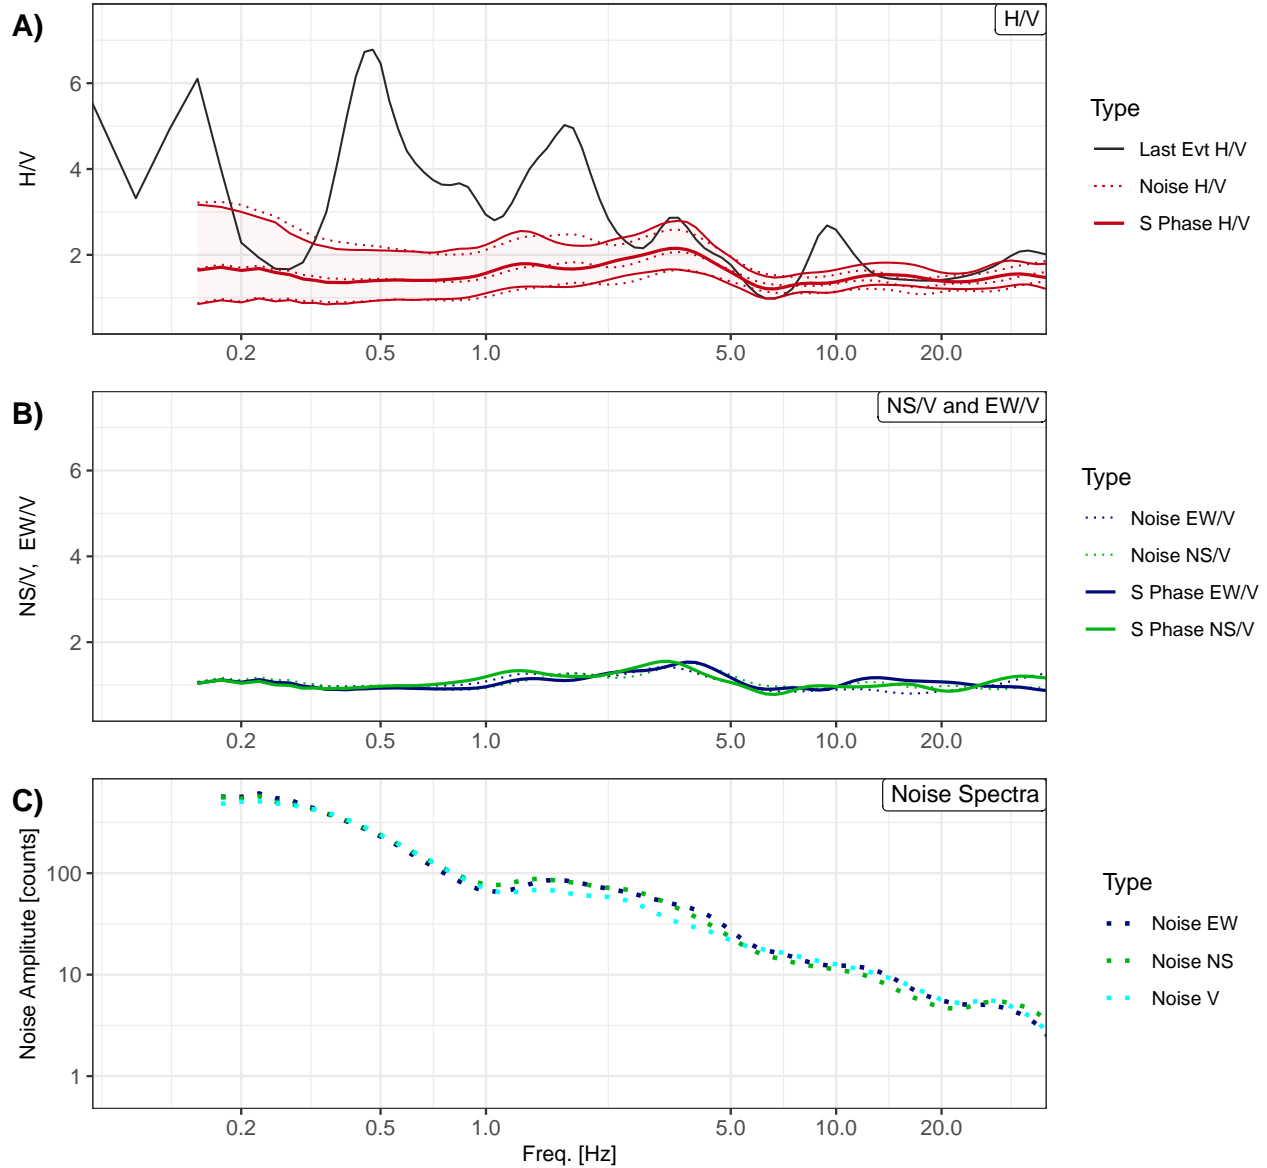 A)
H/V
H/V
6
4
2
0.2 0.5 1.0 5.0 10.0 20.0
Type
Last Evt H/V
Noise H/V
S Phase H/V
B)
NS/V and EW/V
NS/V, EW/V
6
4
2
0.2 0.5 1.0 5.0 10.0 20.0
Type
Noise EW/V
Noise NS/V
S Phase EW/V
S Phase NS/V
C)
Noise Spectra
Noise Amplitute [counts]
100
10
1
0.2 0.5 1.0 5.0 10.0 20.0
Freq. [Hz]
Type
Noise EW
Noise NS
Noise V